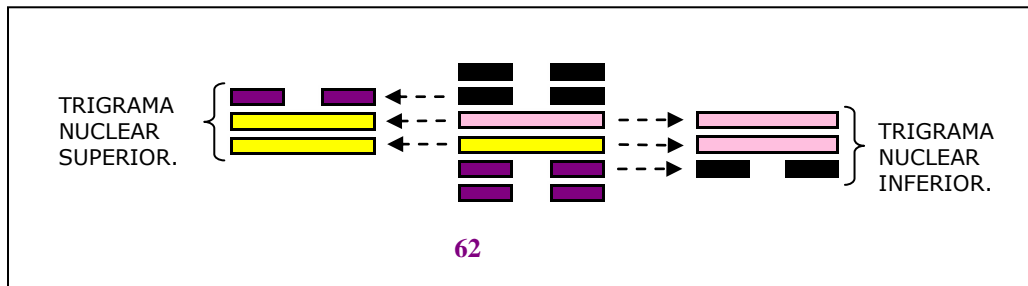 TRIGRAMA
NUCLEAR
SUPERIOR.
TRIGRAMA
NUCLEAR
INFERIOR.
62